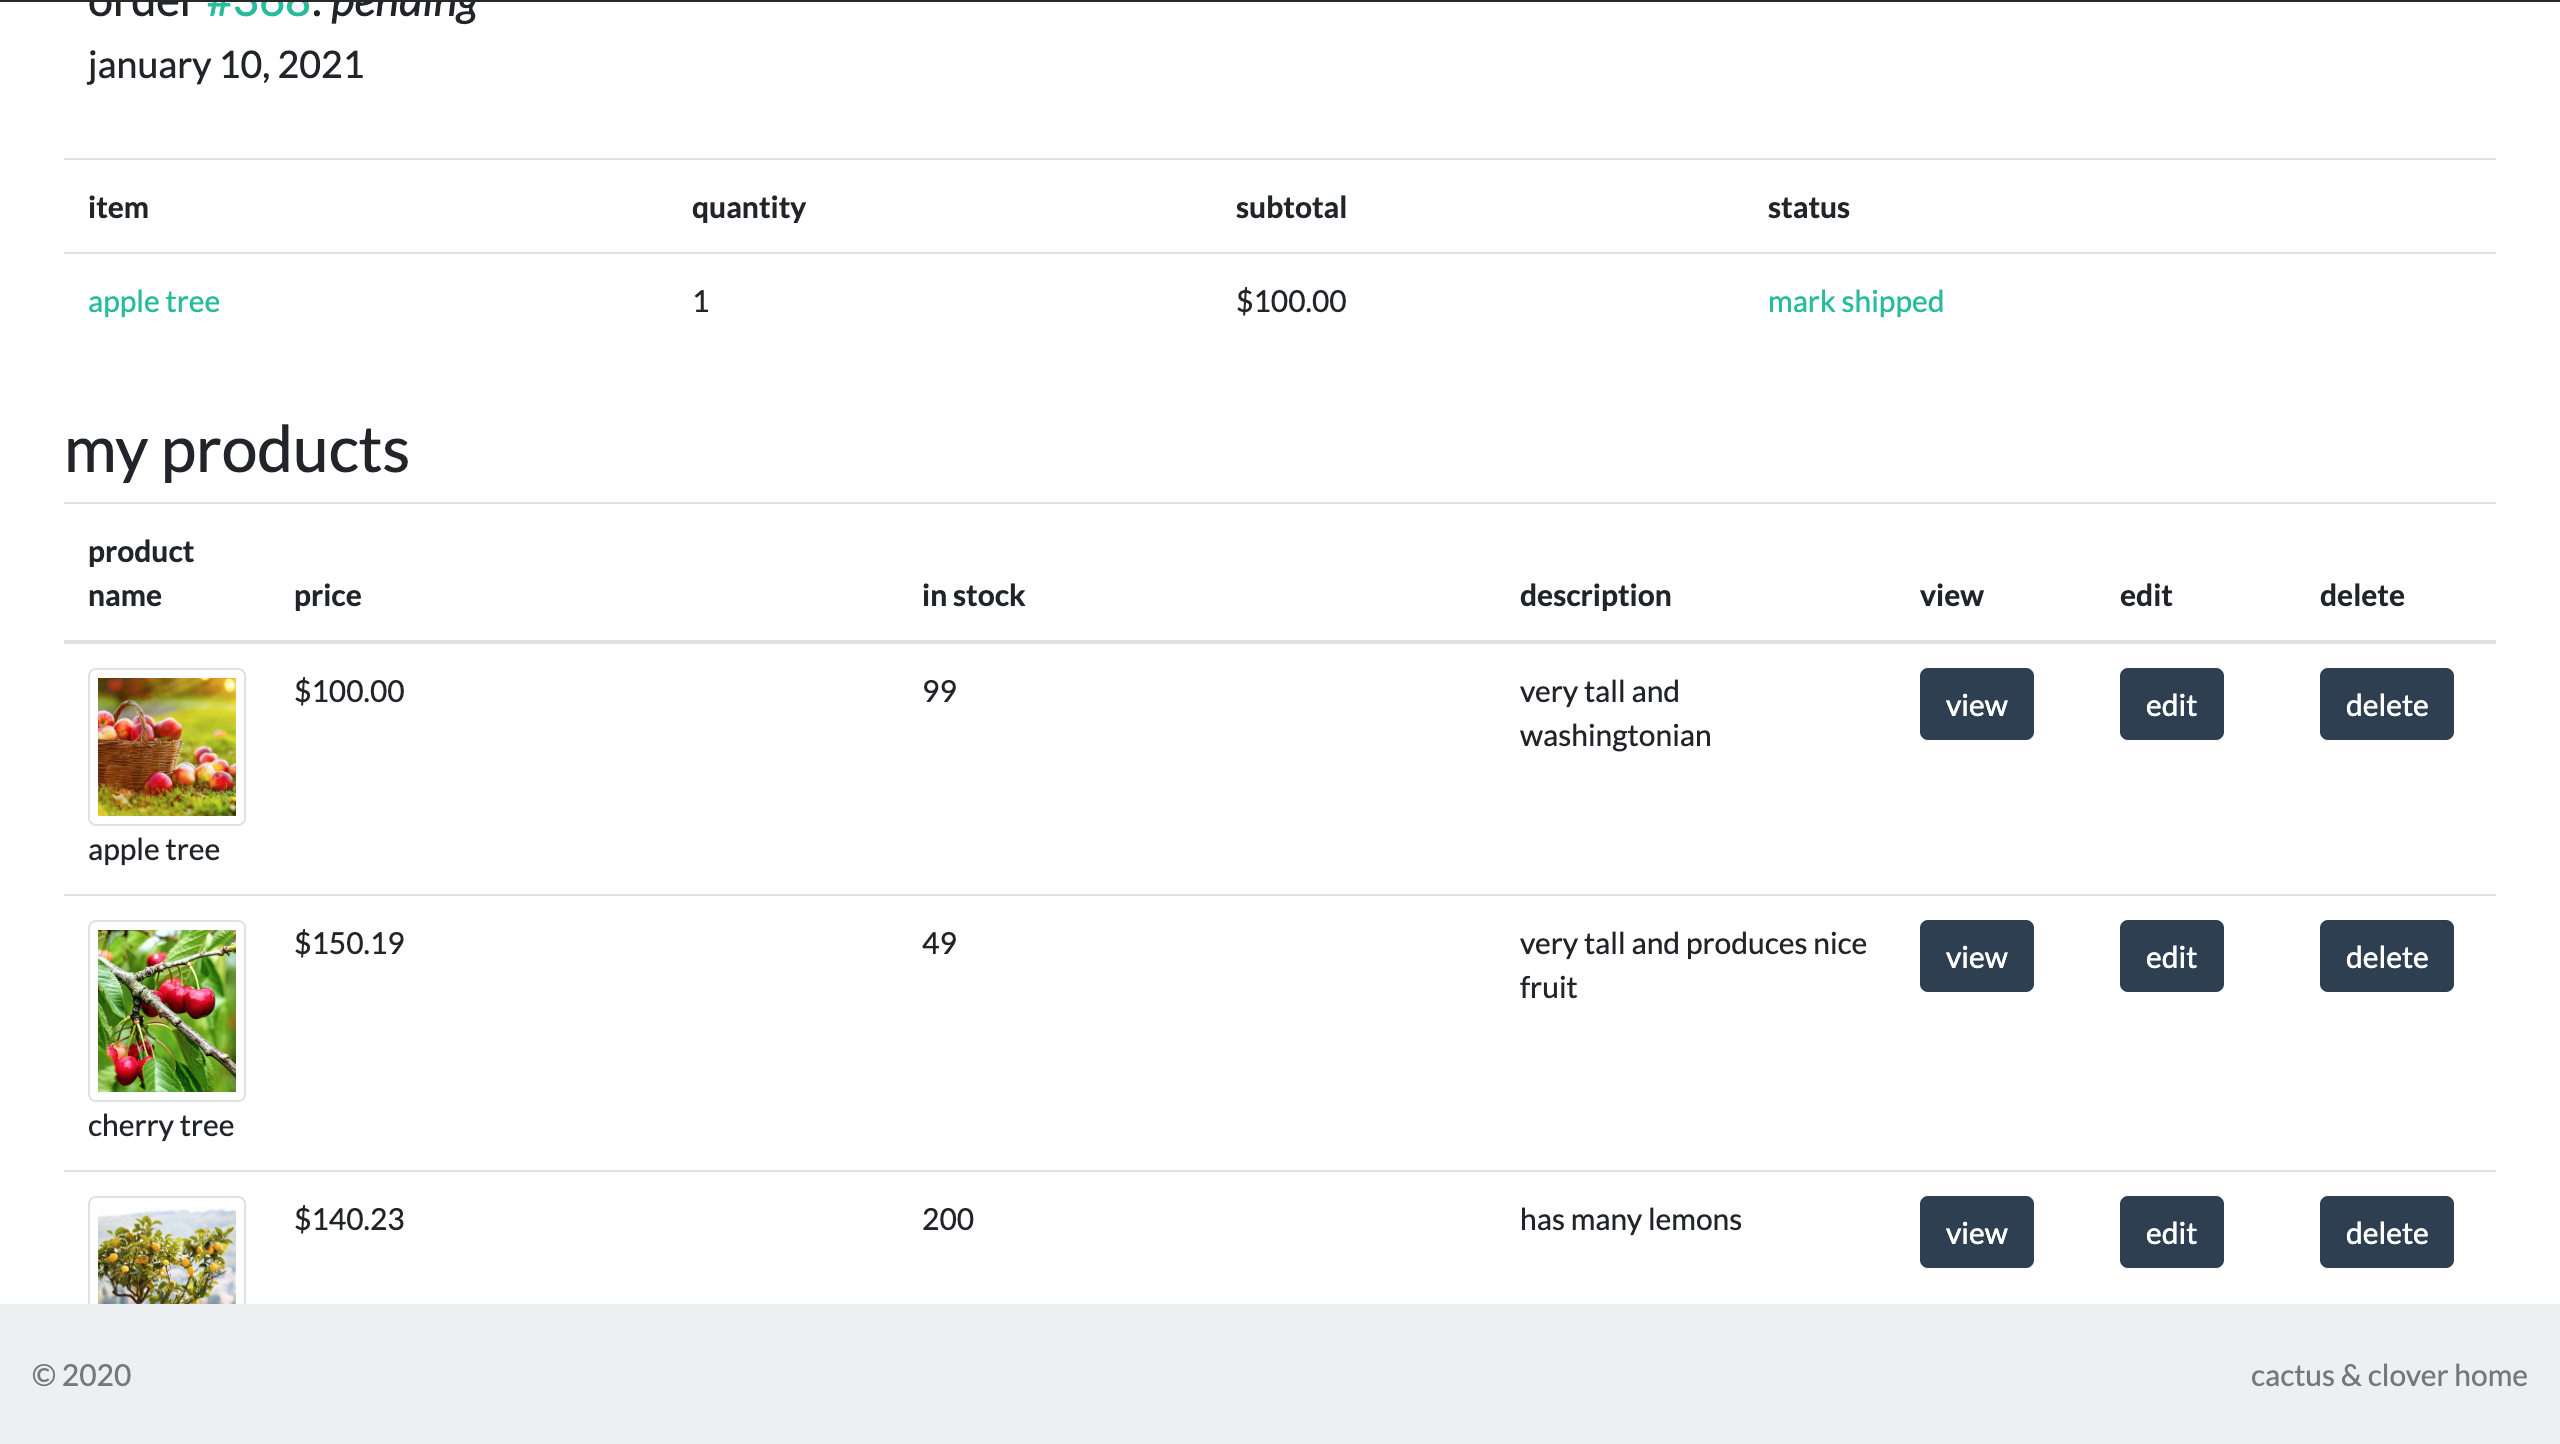 january 10, 2021
item quantity subtotal status
apple tree 1 $100.00 mark shipped
my products
product
name price in stock description view edit delete
$100.00 99 very tall and view edit delete
washingtonian
apple tree
$150.19 49 very tall and produces nice view edit delete
fruit
cherry tree
$140.23 200 has many lemons view edit delete
© 2020 cactus & clover home